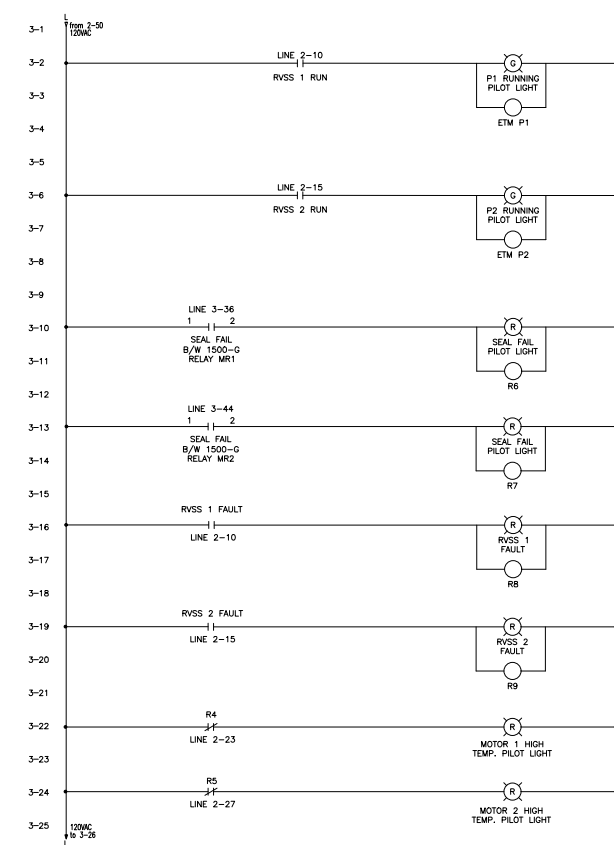 L
3-1
from 2-50
120VAC
LINE 2-10
3-2
G
RVSS 1 RUN
P1 RUNNING
PILOT LIGHT
3-3
ETM P1
3-4
3-5
LINE 2-15
3-6
G
RVSS 2 RUN
P2 RUNNING
PILOT LIGHT
3-7
ETM P2
3-8
3-9
LINE 3-36
1 2
3-10
R
SEAL FAIL
B/W 1500-G
RELAY MR1
SEAL FAIL
PILOT LIGHT
3-11
R6
3-12
LINE 3-44
1 2
3-13
R
SEAL FAIL
B/W 1500-G
RELAY MR2
SEAL FAIL
PILOT LIGHT
3-14
R7
3-15
RVSS 1 FAULT
3-16
R
LINE 2-10
RVSS 1
FAULT
3-17
R8
3-18
RVSS 2 FAULT
3-19
R
LINE 2-15
RVSS 2
FAULT
3-20
R9
3-21
R4
3-22
R
LINE 2-23
MOTOR 1 HIGH
TEMP. PILOT LIGHT
3-23
R5
3-24
R
LINE 2-27
MOTOR 2 HIGH
TEMP. PILOT LIGHT
3-25
120VAC
to 3-26